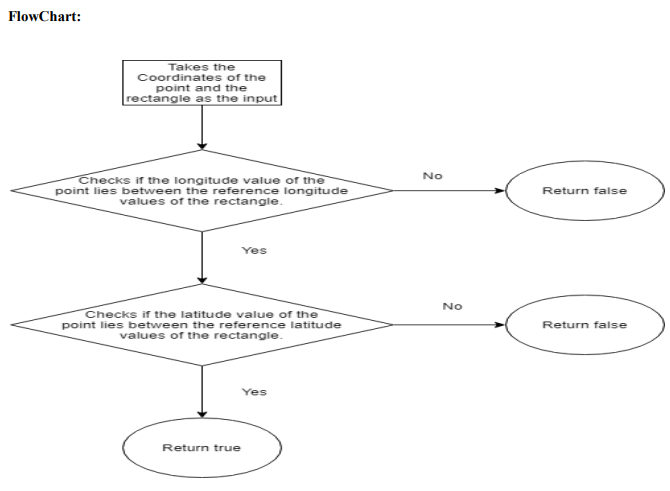 FlowChart:
Takes the
Coordinates of the
point and the
rectangle as the input
Checks if the longitude value of the
point lies between the reference longitude
values of the rectangle.
No
Return false
Yes
Checks if the latitude value of the
point lies between the reference latitude
values of the rectangle.
No
Return false
Yes
Return true